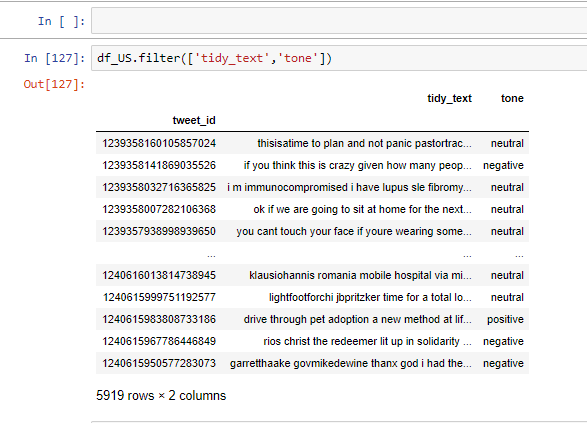 In [ ]:
In [127]: df_US.filter(['tidy_text','tone'])
Out[127]:
tidy_text tone
tweet_id
1239358160105857024 thisisatime to plan and not panic pastortrac... neutral
1239358141869035526 if you think this is crazy given how many peop... negative
1239358032716365825 i m immunocompromised i have lupus sle fibromy... neutral
1239358007282106368 ok if we are going to sit at home for the next... neutral
1239357938998939650 you cant touch your face if youre wearing some... neutral
... ... ...
1240616013814738945 klausiohannis romania mobile hospital via mi... neutral
1240615999751192577 lightfootforchi jbpritzker time for a total lo... neutral
1240615983808733186 drive through pet adoption a new method at lif... positive
1240615967786446849 rios christ the redeemer lit up in solidarity ... negative
1240615950577283073 garretthaake govmikedewine thanx god i had the... negative
5919 rows × 2 columns